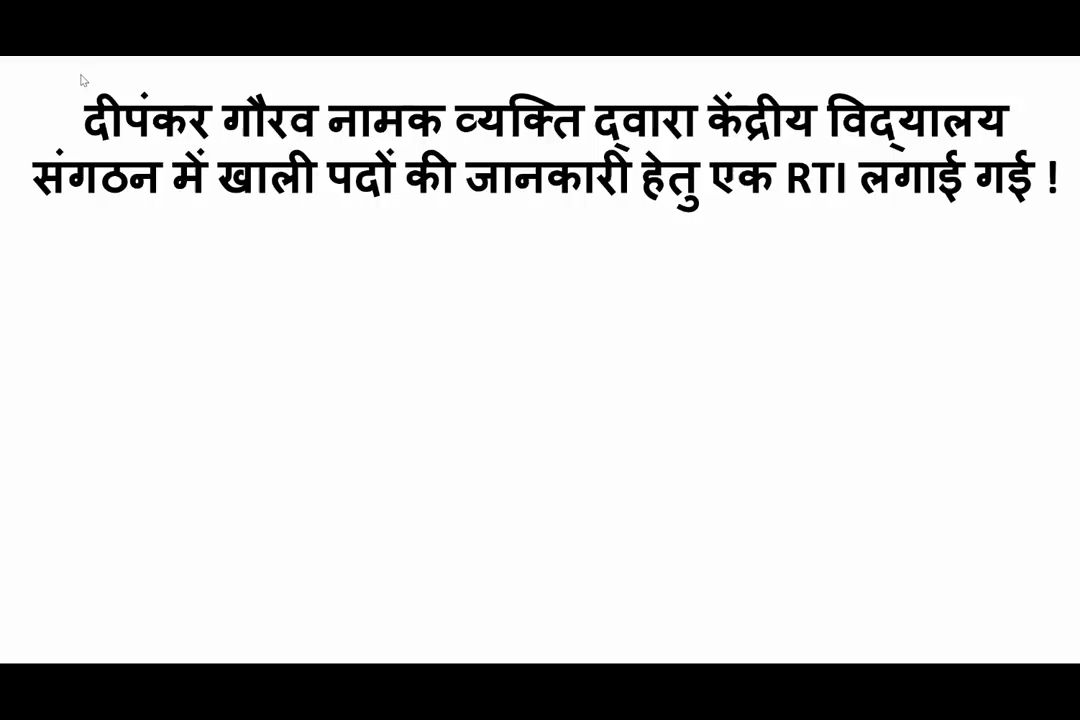 दीपंकर गौरव नामक व्यक्ति द्वारा केंद्रीय विद्यालय
संगठन में खाली पदों की जानकारी हेतु एक RTI लगाई गई !